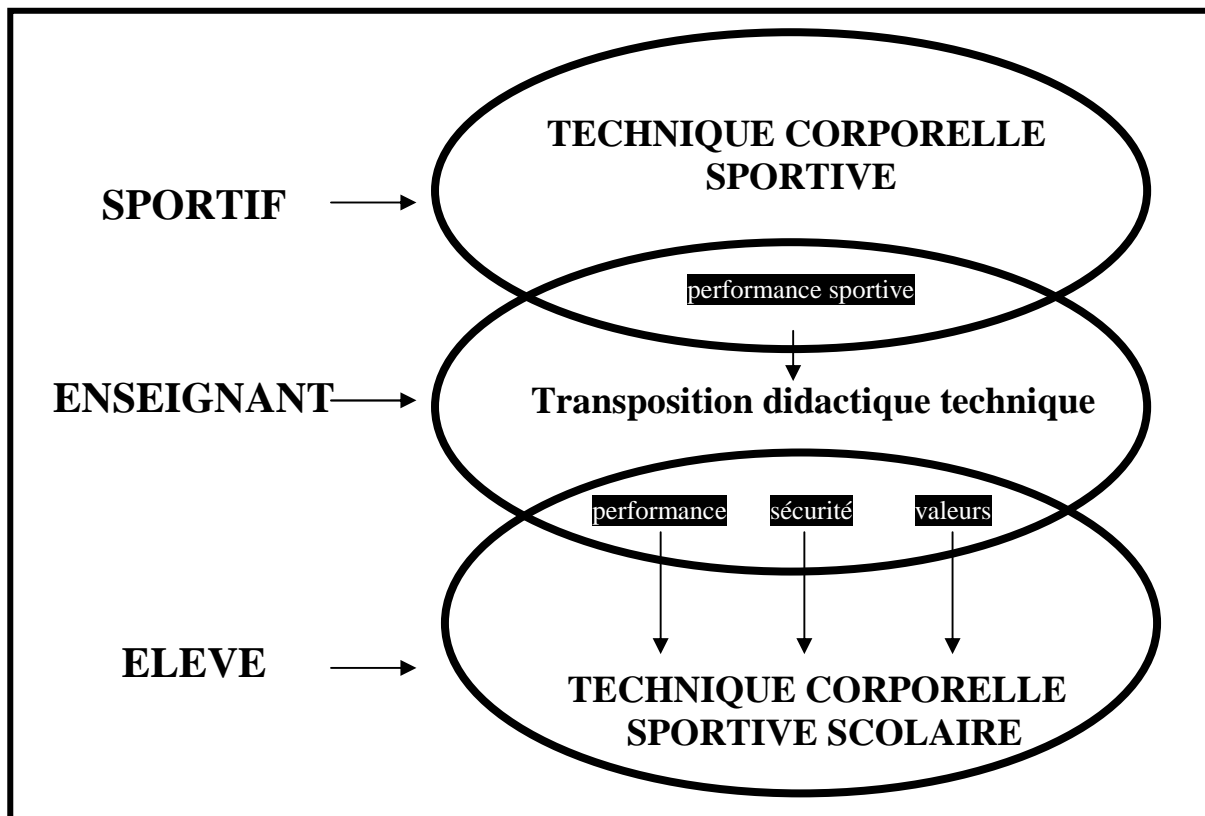 TECHNIQUE CORPORELLE
SPORTIVE
SPORTIF
performance sportive
ENSEIGNANT
Transposition didactique technique
performance
sécurité
valeurs
ELEVE
TECHNIQUE CORPORELLE
SPORTIVE SCOLAIRE